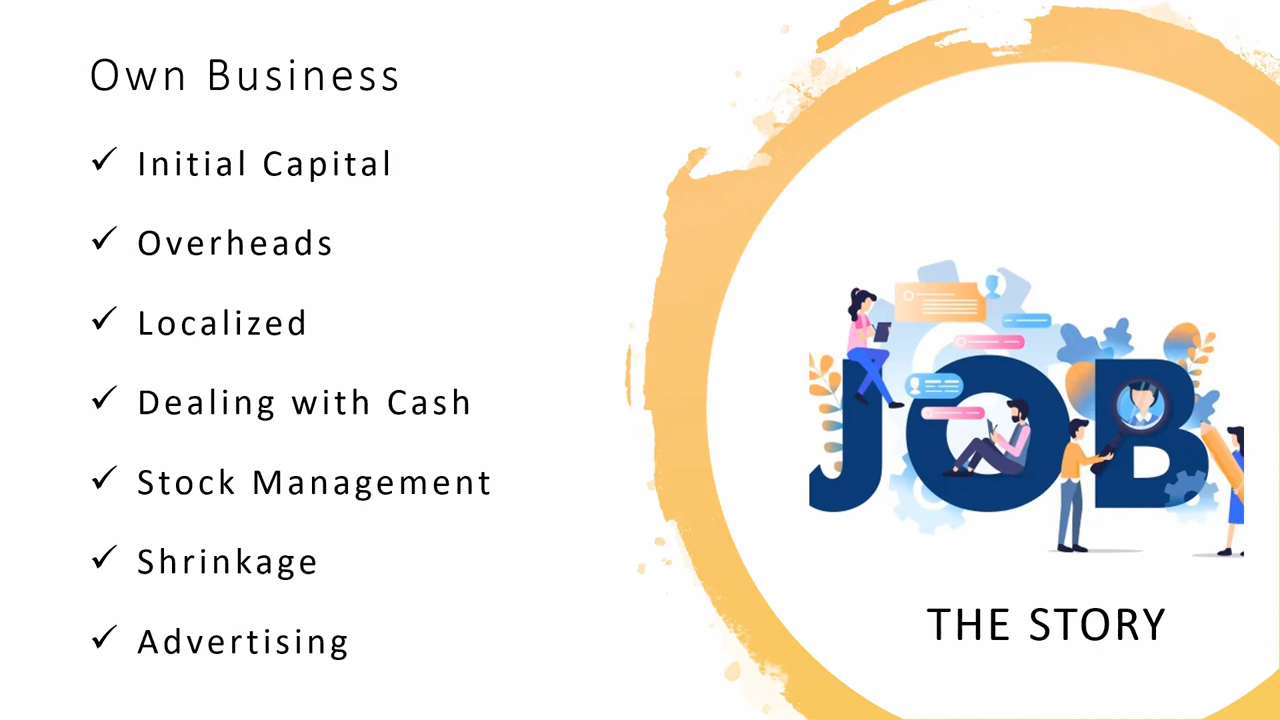 Own Business
✓ Initial Capital
✓ Overheads
✓ Localized
✓ Dealing with Cash
✓ Stock Management
✓ Shrinkage
✓ Advertising
JOB
THE STORY